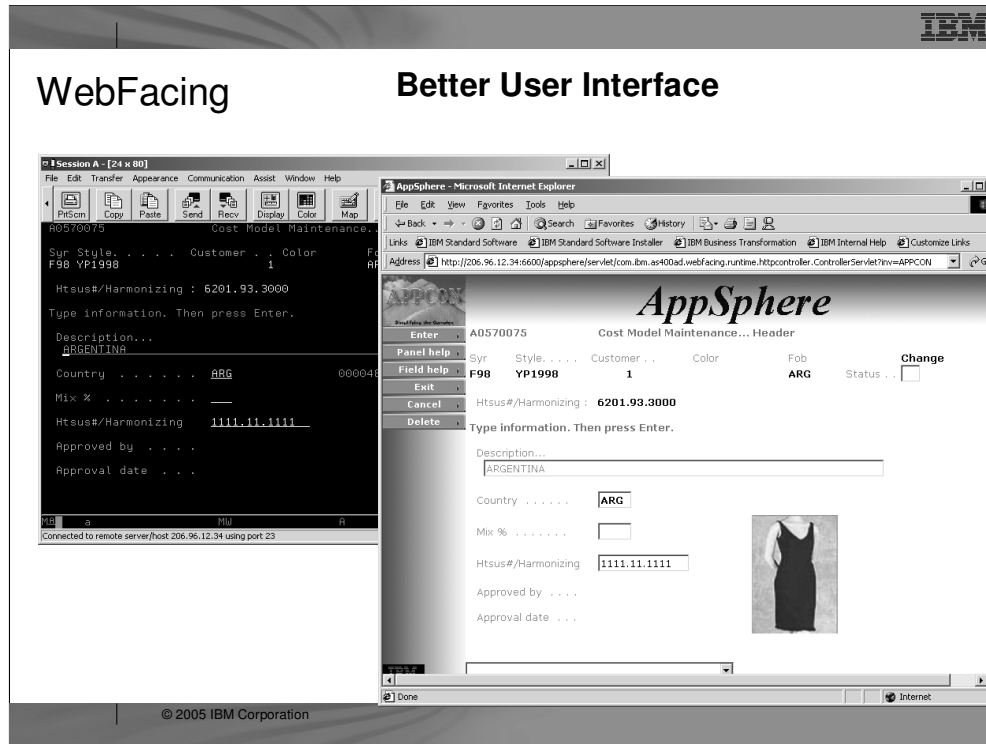 IBM
WebFacing
Better User Interface
Session A - [24 x 80]
File Edit Transfer Appearance Communication Assist Window Help
PrtScrn Copy Paste Send Recv Display Color Map
A0570075 Cost Model Maintenance..
Syr Style. . . . . Customer . . Color
F98 YP1998 1
Htsus#/Harmonizing : 6201.93.3000
Type information. Then press Enter.
Description...
ARGENTINA
Country . . . . . . ARG 000048
Mix % . . . . . . .
Htsus#/Harmonizing 1111.11.1111
Approved by . . . .
Approval date . . .
MA a MW A
Connected to remote server/host 206.96.12.34 using port 23
AppSphere - Microsoft Internet Explorer
File Edit View Favorites Tools Help
Back Search Favorites History
Links IBM Standard Software IBM Standard Software Installer IBM Business Transformation IBM Internal Help Customize Links
Address http://206.96.12.34:6600/appsphere/servlet/com.ibm.as400ad.webfacing.runtime.httpcontroller.ControllerServlet?inv=APPCON
APPCON
AppSphere
Enter
Panel help
Field help
Exit
Cancel
Delete
A0570075 Cost Model Maintenance... Header
Syr Style. . . . . Customer . . Color Fob Change
F98 YP1998 1 ARG Status . .
Htsus#/Harmonizing : 6201.93.3000
Type information. Then press Enter.
Description...
ARGENTINA
Country . . . . . . ARG
Mix % . . . . . . .
Htsus#/Harmonizing 1111.11.1111
Approved by . . . .
Approval date . . .
IBM
Done
Internet
© 2005 IBM Corporation